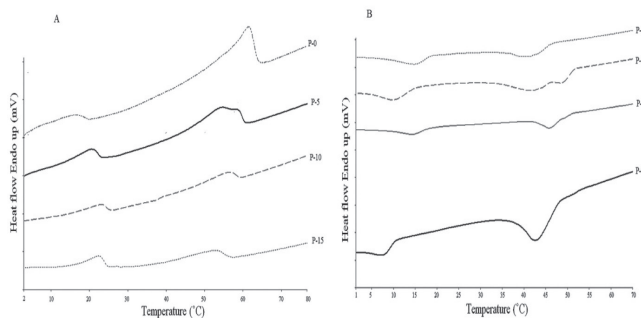 A
Heat flow Endo up (mV)
P-0
P-5
P-10
P-15
2
10
20
30
40
50
60
70
80
Temperature (°C)
B
Heat flow Endo up (mV)
P-
P-
P-
P-
1
5
10
15
20
25
30
35
40
45
50
55
60
65
70
Temperature (°C)